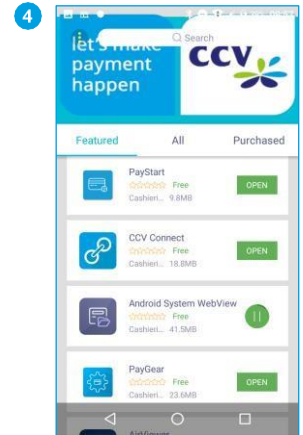 4
let's make
payment
happen
Search
CCV
Featured All Purchased
PayStart
Free
OPEN
Cashieri... 9.8MB
CCV Connect
Free
OPEN
Cashieri... 18.8MB
Android System WebView
Free
Cashieri... 41.5MB
PayGear
Free
OPEN
Cashieri... 23.6MB